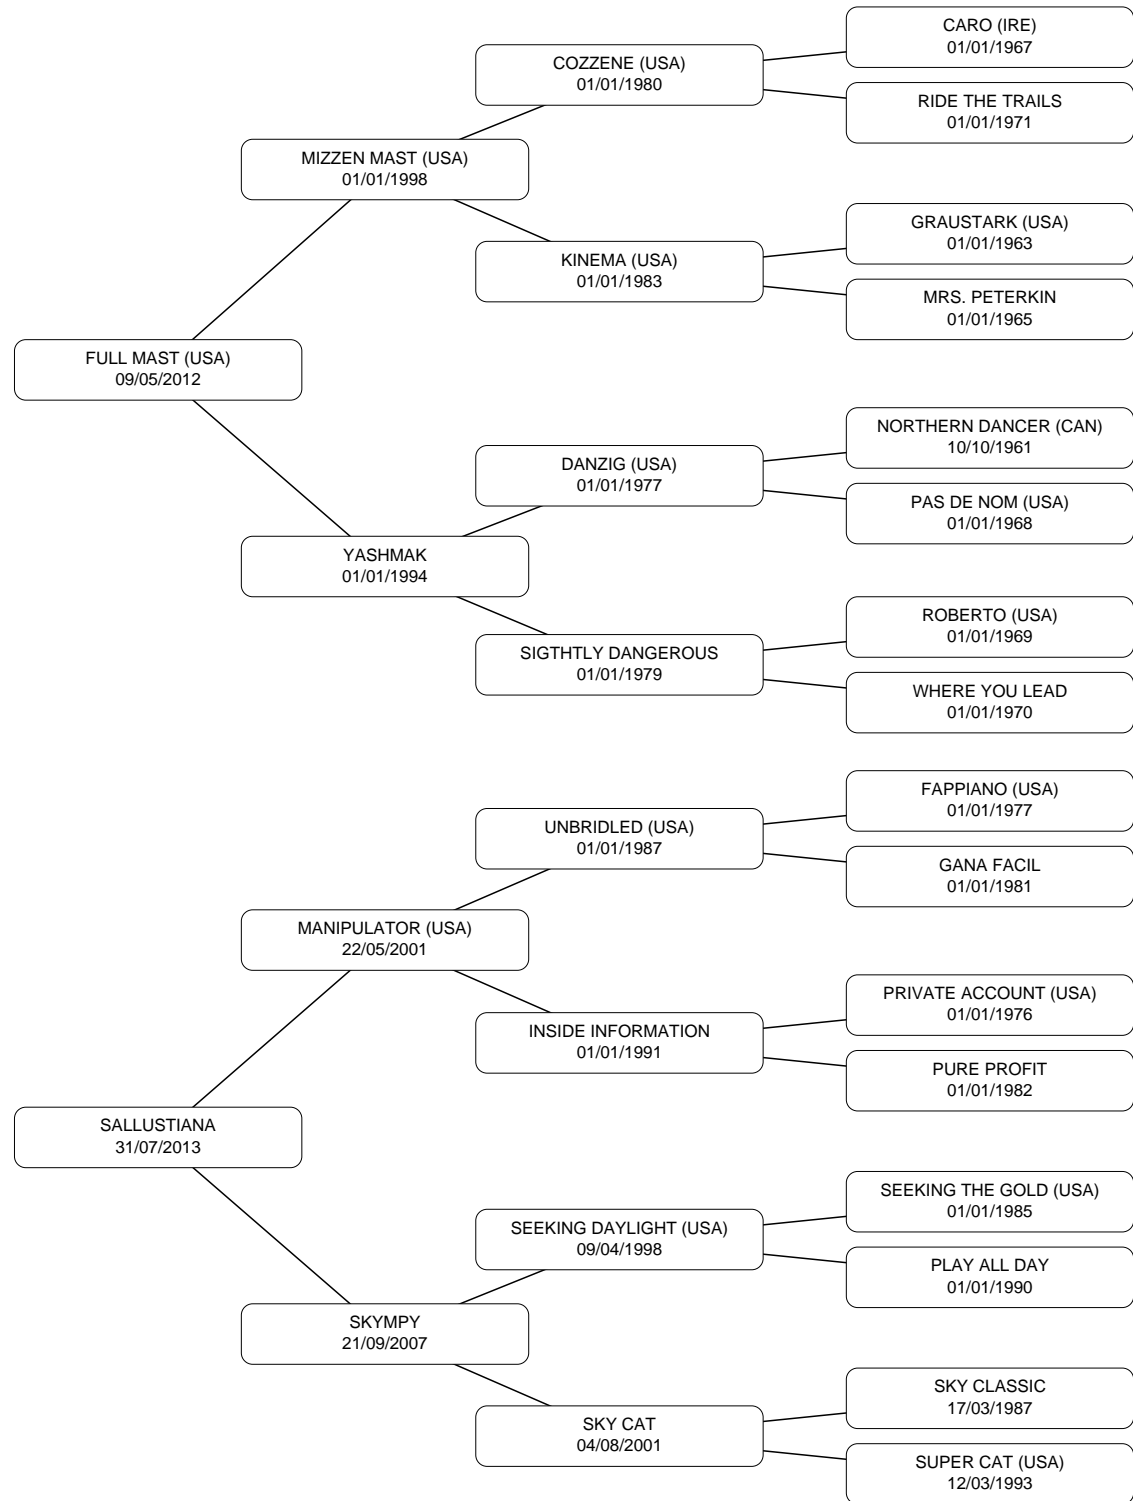 CARO (IRE)
01/01/1967
COZZENE (USA)
01/01/1980
RIDE THE TRAILS
01/01/1971
MIZZEN MAST (USA)
01/01/1998
GRAUSTARK (USA)
01/01/1963
KINEMA (USA)
01/01/1983
MRS. PETERKIN
01/01/1965
FULL MAST (USA)
09/05/2012
NORTHERN DANCER (CAN)
10/10/1961
DANZIG (USA)
01/01/1977
PAS DE NOM (USA)
01/01/1968
YASHMAK
01/01/1994
ROBERTO (USA)
01/01/1969
SIGTHTLY DANGEROUS
01/01/1979
WHERE YOU LEAD
01/01/1970
FAPPIANO (USA)
01/01/1977
UNBRIDLED (USA)
01/01/1987
GANA FACIL
01/01/1981
MANIPULATOR (USA)
22/05/2001
PRIVATE ACCOUNT (USA)
01/01/1976
INSIDE INFORMATION
01/01/1991
PURE PROFIT
01/01/1982
SALLUSTIANA
31/07/2013
SEEKING THE GOLD (USA)
01/01/1985
SEEKING DAYLIGHT (USA)
09/04/1998
PLAY ALL DAY
01/01/1990
SKYMPY
21/09/2007
SKY CLASSIC
17/03/1987
SKY CAT
04/08/2001
SUPER CAT (USA)
12/03/1993